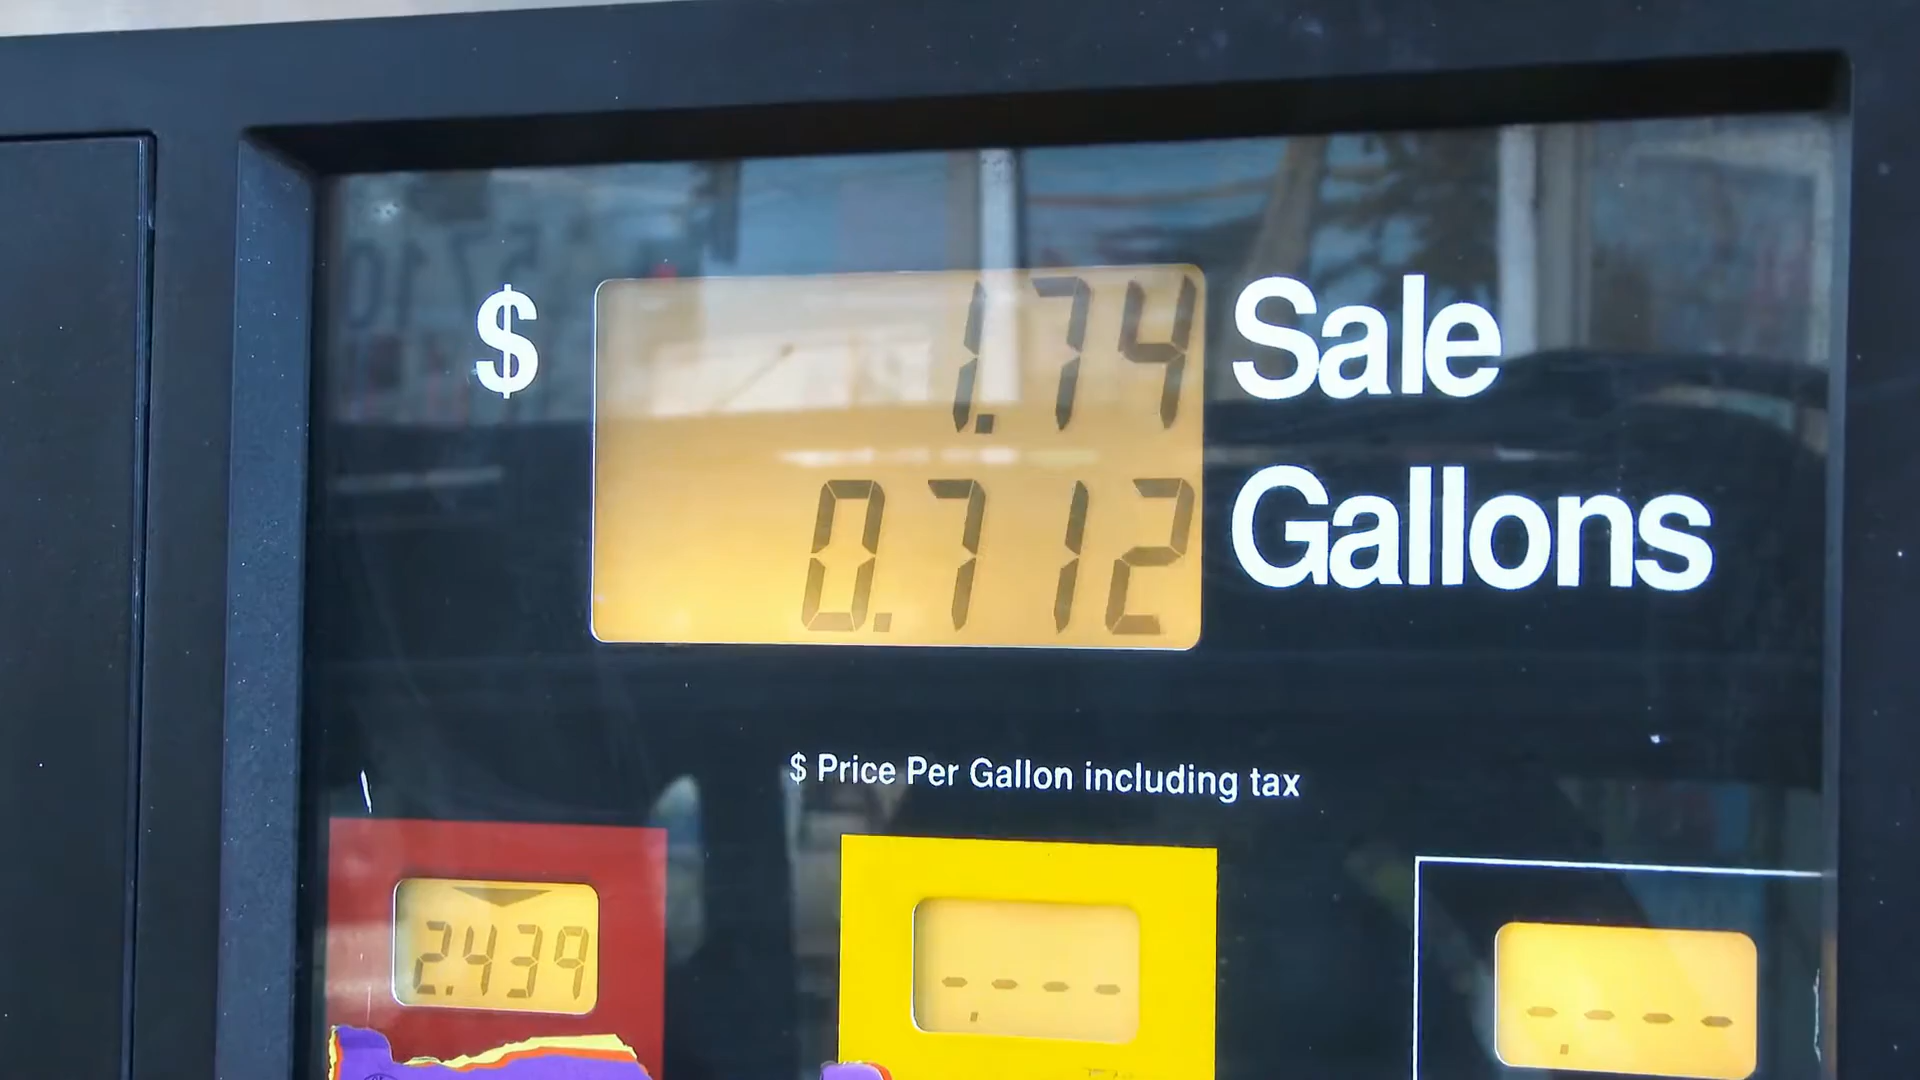 $ 1.74 Sale
0.712 Gallons
$ Price Per Gallon including tax
2.439
----
----